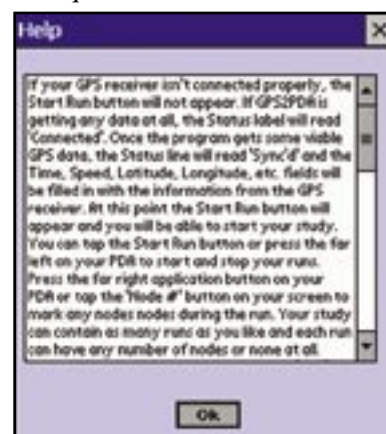 Help
If your GPS receiver isn't connected properly, the
Start Run button will not appear. If GPS2PDA is
getting any data at all, the Status label will read
'Connected'. Once the program gets some viable
GPS data, the Status line will read 'Sync'd' and the
Time, Speed, Latitude, Longitude, etc. fields will
be filled in with the information from the GPS
receiver. At this point the Start Run button will
appear and you will be able to start your study.
You can tap the Start Run button or press the far
left on your PDA to start and stop your runs.
Press the far right application button on your
PDA or tap the "Node #" button on your screen to
mark any nodes nodes during the run. Your study
can contain as many runs as you like and each run
can have any number of nodes or none at all.
Ok